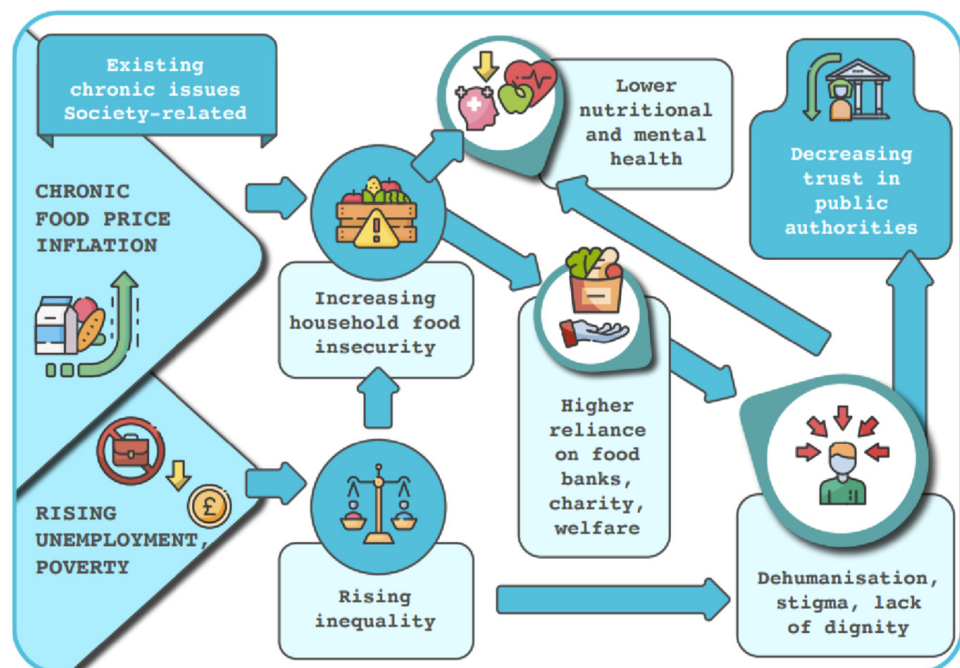 Existing
chronic issues
Society-related
CHRONIC
FOOD PRICE
INFLATION
RISING
UNEMPLOYMENT,
POVERTY
Increasing
household food
insecurity
Rising
inequality
Lower
nutritional
and mental
health
Higher
reliance
on food
banks,
charity,
welfare
Decreasing
trust in
public
authorities
Dehumanisation,
stigma, lack
of dignity
£